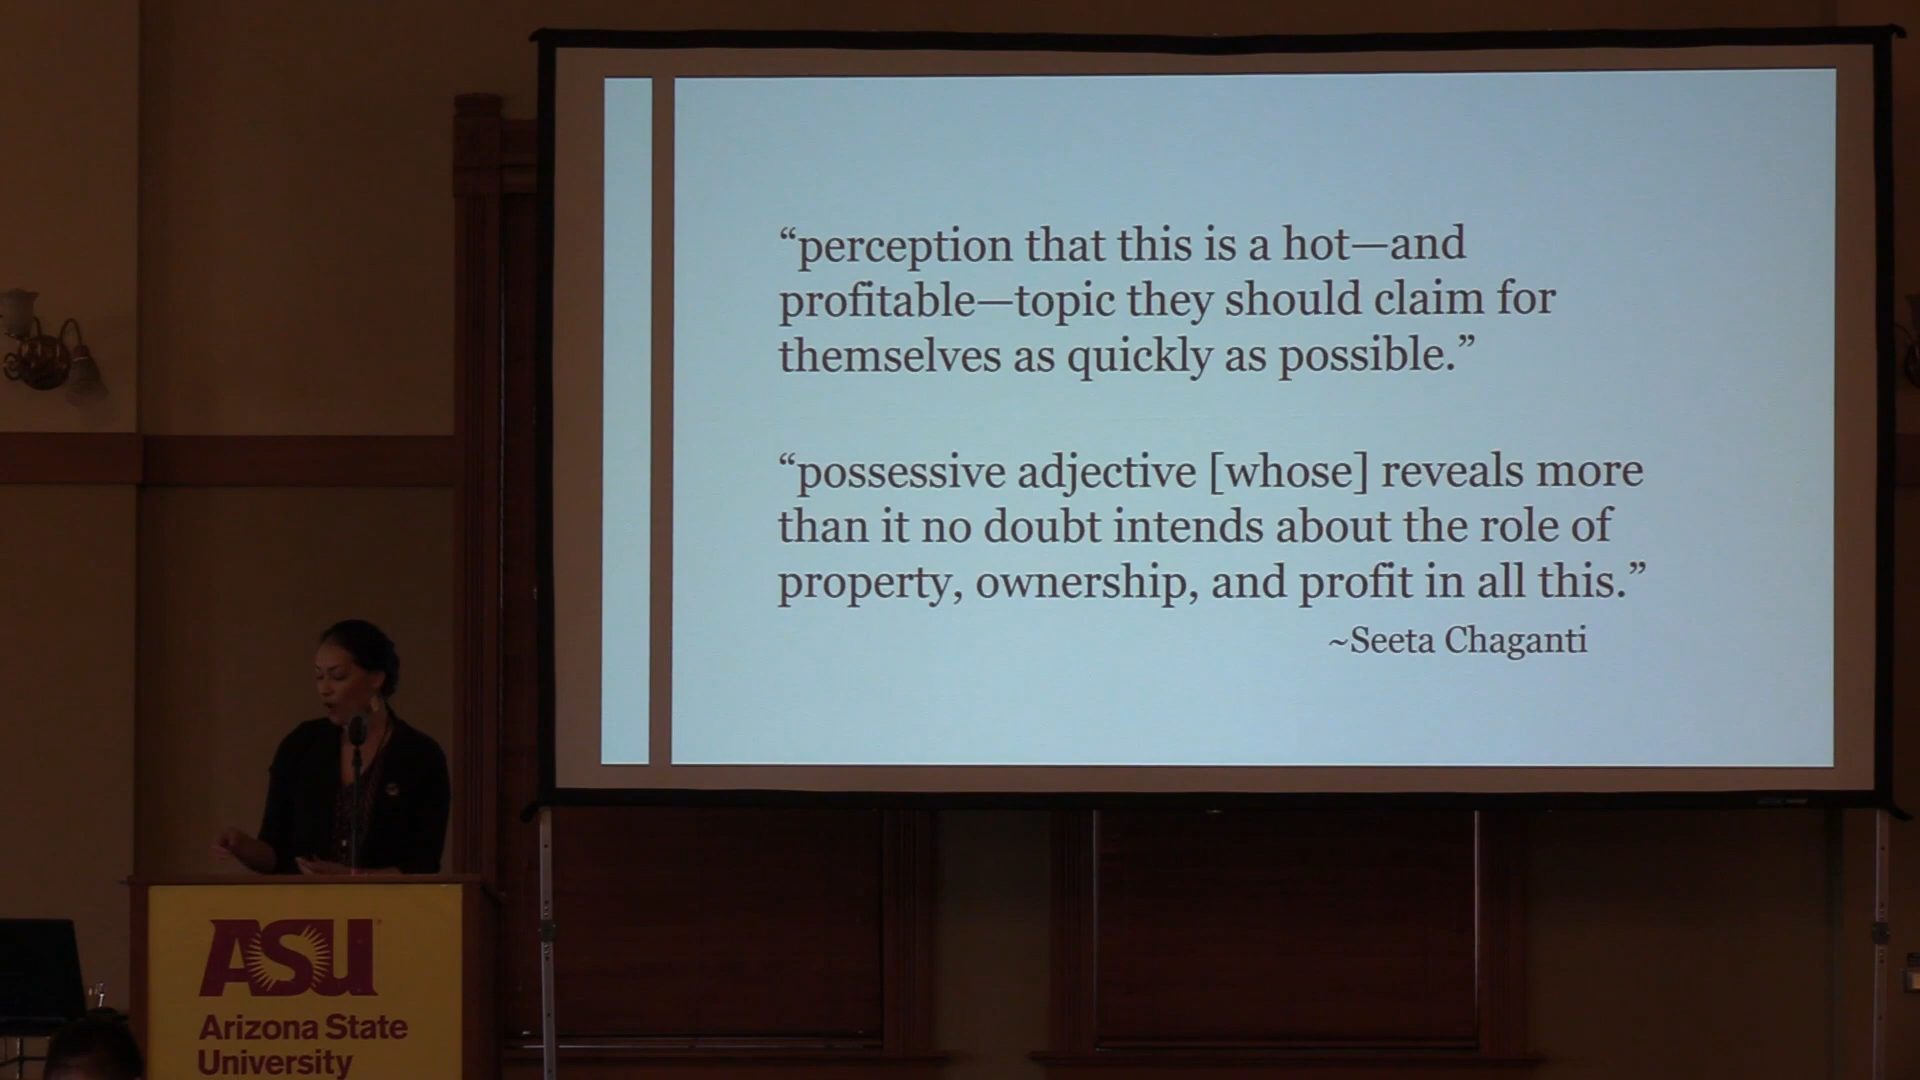 “perception that this is a hot—and
profitable—topic they should claim for
themselves as quickly as possible.”
“possessive adjective [whose] reveals more
than it no doubt intends about the role of
property, ownership, and profit in all this.”
~Seeta Chaganti
ASU
Arizona State
University